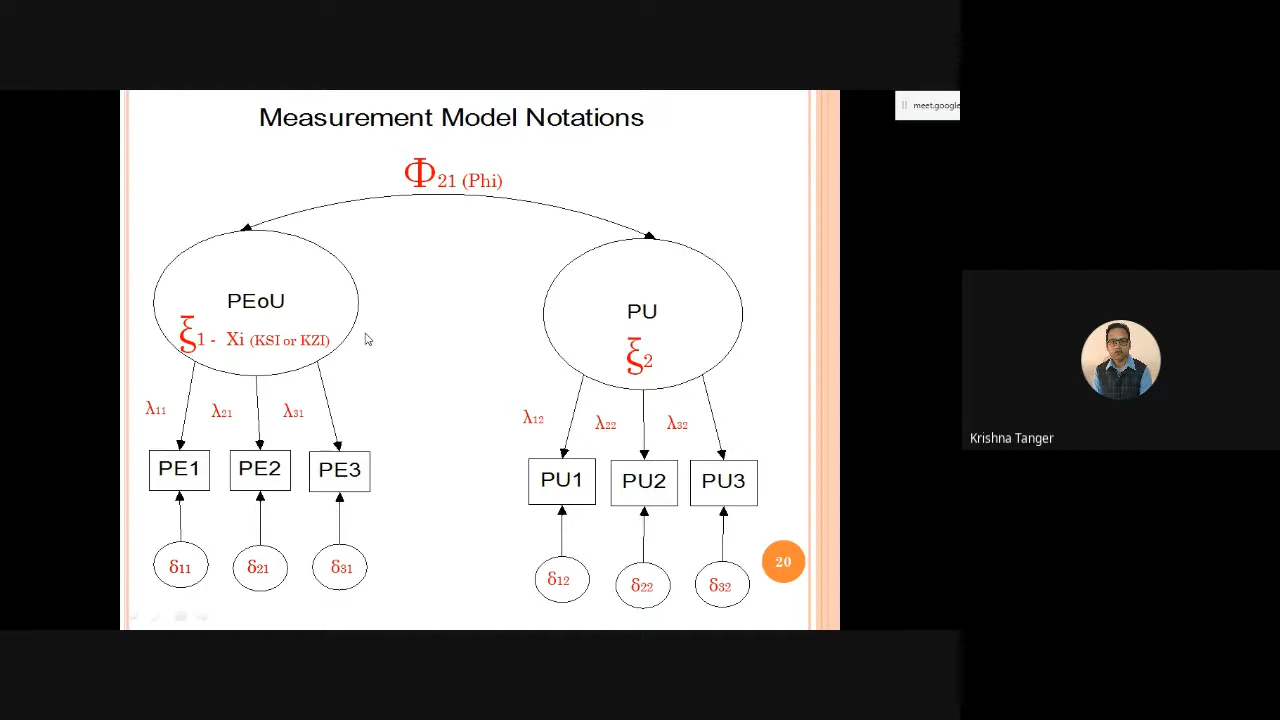 Measurement Model Notations
meet.google
Φ21 (Phi)
PEoU
PU
ξ1 - Xi (KSI or KZI)
ξ2
λ11 λ21 λ31
λ12 λ22 λ32
PE1 PE2 PE3
PU1 PU2 PU3
δ11 δ21 δ31
δ12 δ22 δ32
20
Krishna Tanger